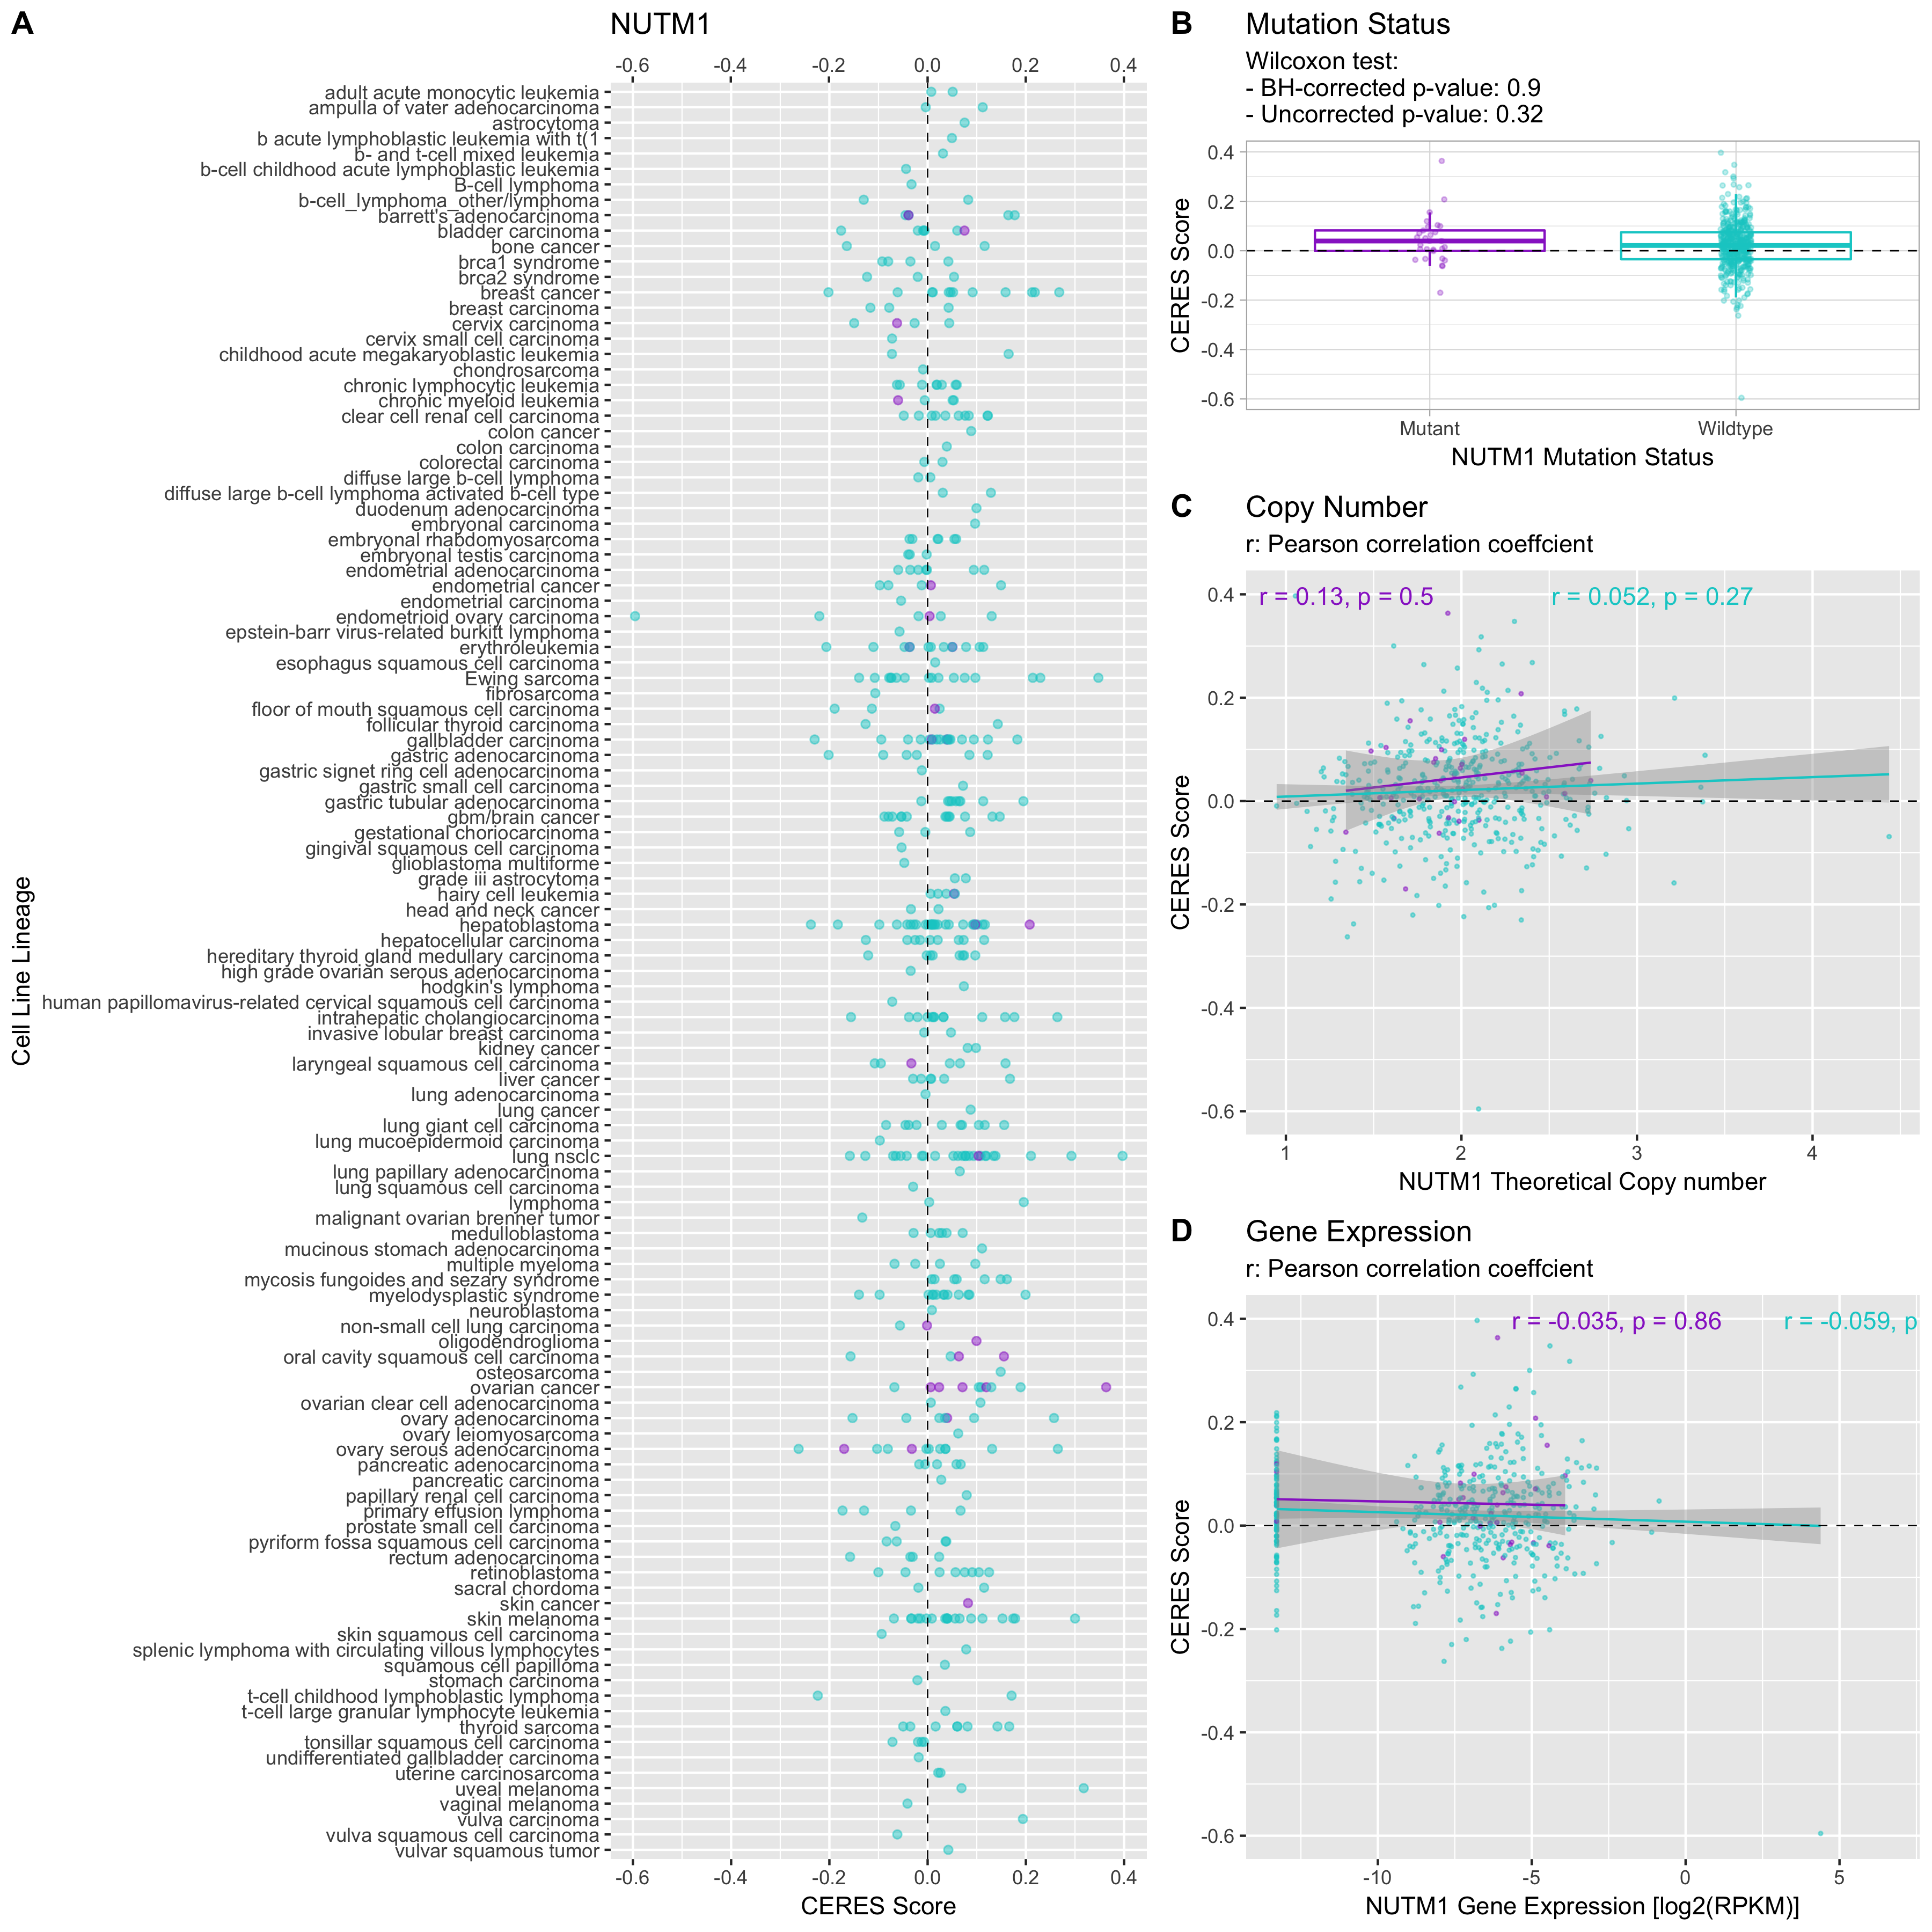 A
NUTM1
-0.6 -0.4 -0.2 0.0 0.2 0.4
Cell Line Lineage
adult acute monocytic leukemia
ampulla of vater adenocarcinoma
astrocytoma
b acute lymphoblastic leukemia with t(1
b- and t-cell mixed leukemia
b-cell childhood acute lymphoblastic leukemia
B-cell lymphoma
b-cell_lymphoma_other/lymphoma
barrett's adenocarcinoma
bladder carcinoma
bone cancer
brca1 syndrome
brca2 syndrome
breast cancer
breast carcinoma
cervix carcinoma
cervix small cell carcinoma
childhood acute megakaryoblastic leukemia
chondrosarcoma
chronic lymphocytic leukemia
chronic myeloid leukemia
clear cell renal cell carcinoma
colon cancer
colon carcinoma
colorectal carcinoma
diffuse large b-cell lymphoma
diffuse large b-cell lymphoma activated b-cell type
duodenum adenocarcinoma
embryonal carcinoma
embryonal rhabdomyosarcoma
embryonal testis carcinoma
endometrial adenocarcinoma
endometrial cancer
endometrial carcinoma
endometrioid ovary carcinoma
epstein-barr virus-related burkitt lymphoma
erythroleukemia
esophagus squamous cell carcinoma
Ewing sarcoma
fibrosarcoma
floor of mouth squamous cell carcinoma
follicular thyroid carcinoma
gallbladder carcinoma
gastric adenocarcinoma
gastric signet ring cell adenocarcinoma
gastric small cell carcinoma
gastric tubular adenocarcinoma
gbm/brain cancer
gestational choriocarcinoma
gingival squamous cell carcinoma
glioblastoma multiforme
grade iii astrocytoma
hairy cell leukemia
head and neck cancer
hepatoblastoma
hepatocellular carcinoma
hereditary thyroid gland medullary carcinoma
high grade ovarian serous adenocarcinoma
hodgkin's lymphoma
human papillomavirus-related cervical squamous cell carcinoma
intrahepatic cholangiocarcinoma
invasive lobular breast carcinoma
kidney cancer
laryngeal squamous cell carcinoma
liver cancer
lung adenocarcinoma
lung cancer
lung giant cell carcinoma
lung mucoepidermoid carcinoma
lung nsclc
lung papillary adenocarcinoma
lung squamous cell carcinoma
lymphoma
malignant ovarian brenner tumor
medulloblastoma
mucinous stomach adenocarcinoma
multiple myeloma
mycosis fungoides and sezary syndrome
myelodysplastic syndrome
neuroblastoma
non-small cell lung carcinoma
oligodendroglioma
oral cavity squamous cell carcinoma
osteosarcoma
ovarian cancer
ovarian clear cell adenocarcinoma
ovary adenocarcinoma
ovary leiomyosarcoma
ovary serous adenocarcinoma
pancreatic adenocarcinoma
pancreatic carcinoma
papillary renal cell carcinoma
primary effusion lymphoma
prostate small cell carcinoma
pyriform fossa squamous cell carcinoma
rectum adenocarcinoma
retinoblastoma
sacral chordoma
skin cancer
skin melanoma
skin squamous cell carcinoma
splenic lymphoma with circulating villous lymphocytes
squamous cell papilloma
stomach carcinoma
t-cell childhood lymphoblastic lymphoma
t-cell large granular lymphocyte leukemia
thyroid sarcoma
tonsillar squamous cell carcinoma
undifferentiated gallbladder carcinoma
uterine carcinosarcoma
uveal melanoma
vaginal melanoma
vulva carcinoma
vulva squamous cell carcinoma
vulvar squamous tumor
-0.6 -0.4 -0.2 0.0 0.2 0.4
CERES Score
B
Mutation Status
Wilcoxon test:
- BH-corrected p-value: 0.9
- Uncorrected p-value: 0.32
CERES Score
0.4
0.2
0.0
-0.2
-0.4
-0.6
Mutant Wildtype
NUTM1 Mutation Status
C
Copy Number
r: Pearson correlation coeffcient
r = 0.13, p = 0.5 r = 0.052, p = 0.27
CERES Score
0.4
0.2
0.0
-0.2
-0.4
-0.6
1 2 3 4
NUTM1 Theoretical Copy number
D
Gene Expression
r: Pearson correlation coeffcient
r = -0.035, p = 0.86 r = -0.059, p
CERES Score
0.4
0.2
0.0
-0.2
-0.4
-0.6
-10 -5 0 5
NUTM1 Gene Expression [log2(RPKM)]